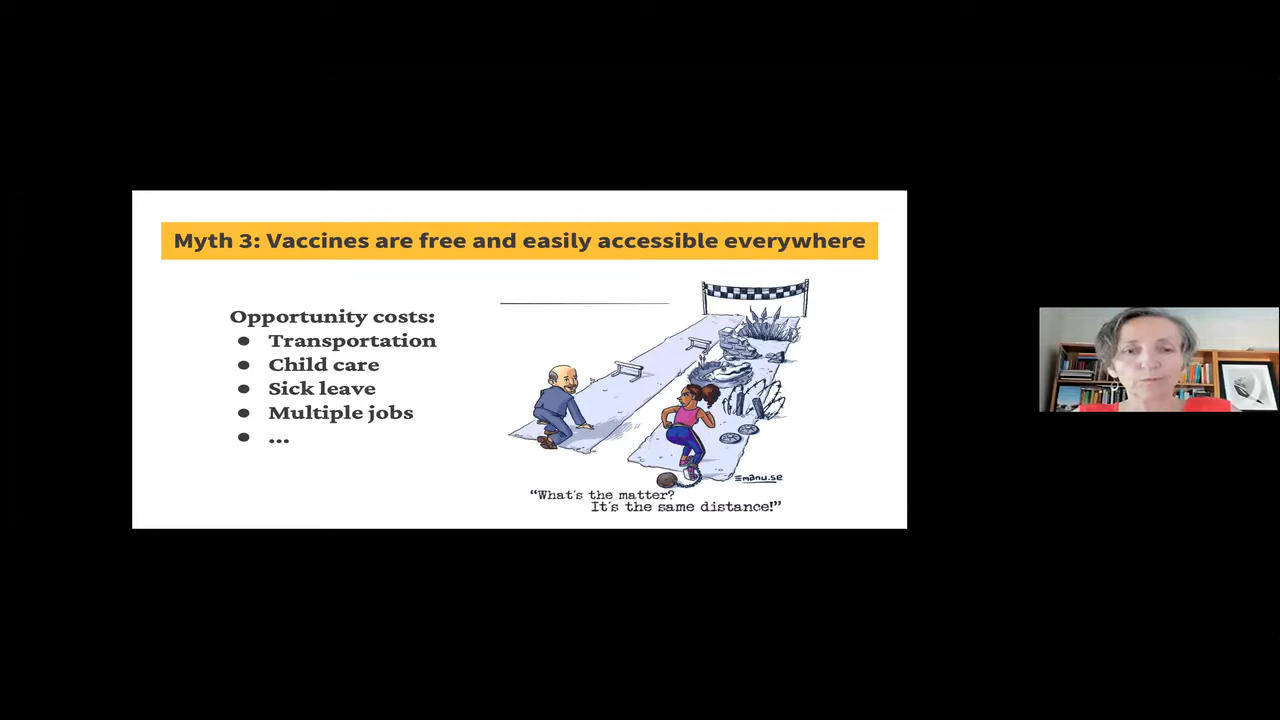 Myth 3: Vaccines are free and easily accessible everywhere
Opportunity costs:
● Transportation
● Child care
● Sick leave
● Multiple jobs
● ...
Emanu.se
“What's the matter?
It's the same distance!”